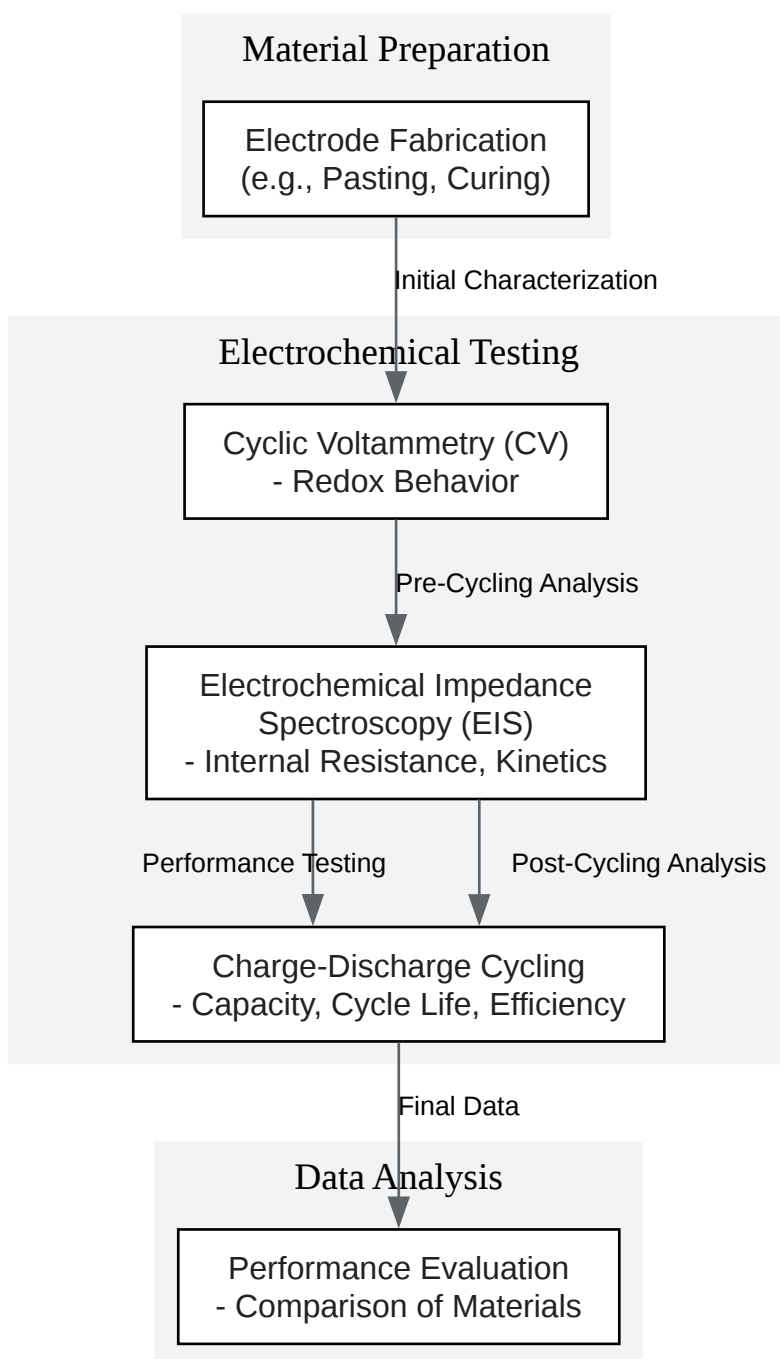 Material Preparation
Electrode Fabrication
(e.g., Pasting, Curing)
Initial Characterization
Electrochemical Testing
Cyclic Voltammetry (CV)
- Redox Behavior
Pre-Cycling Analysis
Electrochemical Impedance
Spectroscopy (EIS)
- Internal Resistance, Kinetics
Performance Testing
Post-Cycling Analysis
Charge-Discharge Cycling
- Capacity, Cycle Life, Efficiency
Final Data
Data Analysis
Performance Evaluation
- Comparison of Materials